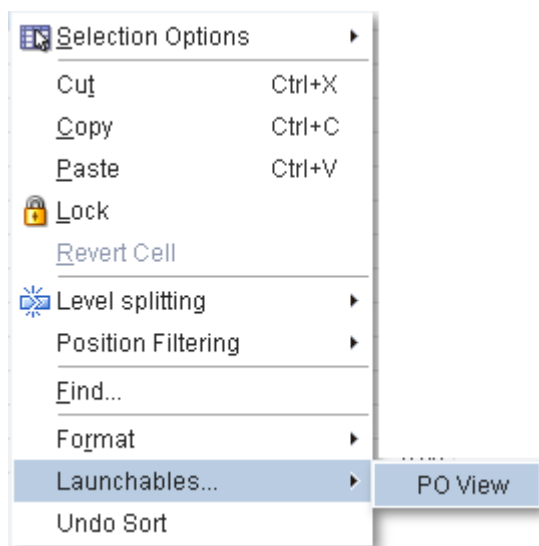 Selection Options
Cut Ctrl+X
Copy Ctrl+C
Paste Ctrl+V
Lock
Revert Cell
Level splitting
Position Filtering
Find...
Format
Launchables...
PO View
Undo Sort